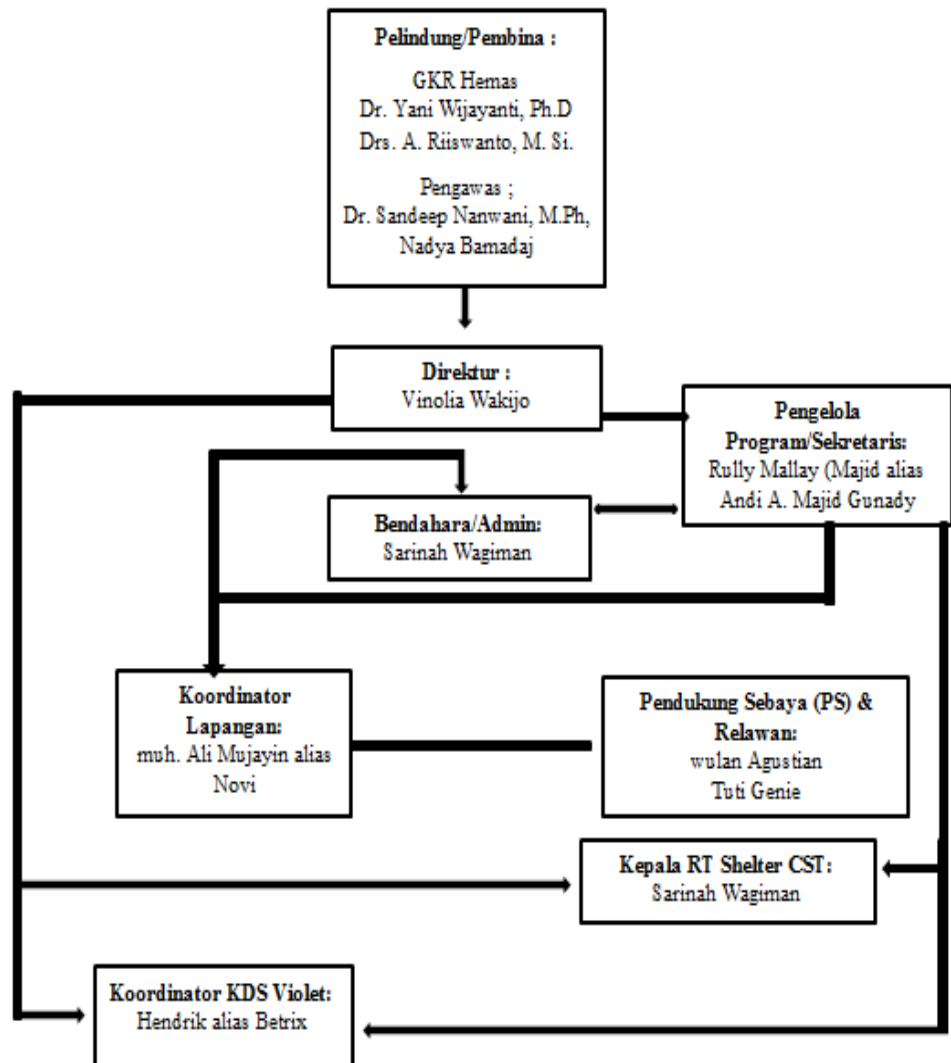 Pelindung/Pembina :
GKR Hemas
Dr. Yani Wijayanti, Ph.D
Drs. A. Riiswanto, M. Si.
Pengawas ;
Dr. Sandeep Nanwani, M.Ph,
Nadya Bamadaj
Direktur :
Vinolia Wakijo
Pengelola
Program/Sekretaris:
Rully Mallay (Majid alias
Andi A. Majid Gunady
Bendahara/Admin:
Sarinah Wagiman
Koordinator
Lapangan:
muh. Ali Mujayin alias
Novi
Pendukung Sebaya (PS) &
Relawan:
wulan Agustian
Tuti Genie
Kepala RT Shelter CST:
Sarinah Wagiman
Koordinator KDS Violet:
Hendrik alias Betrix